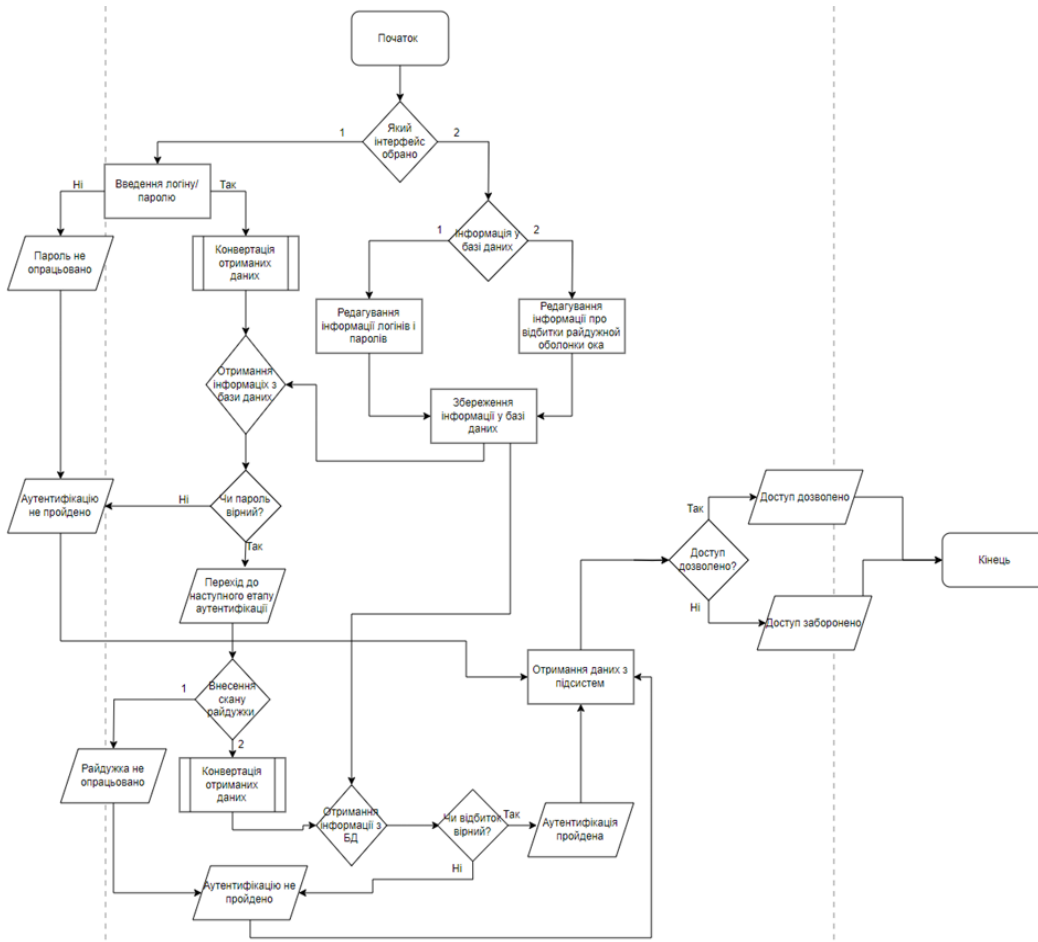 Початок
Який
інтерфейс
обрано
1
2
Введення логіну/
паролю
Ні
Так
Пароль не
опрацьовано
Конвертація
отриманих
даних
Інформація у
базі даних
1
2
Редагування
інформації логінів і
паролів
Редагування
інформації про
відбитки райдужной
оболонки ока
Отримання
інформаціх з
бази даних
Збереження
інформації у базі
даних
Аутентифікацію
не пройдено
Ні
Чи пароль
вірний?
Так
Перехід до
наступного етапу
аутентифікації
Внесення
скану
райдужки
1
2
Райдужка не
опрацьовано
Конвертація
отриманих
даних
Отримання
інформації з
БД
Чи відбиток
вірний?
Так
Ні
Аутентифікація
пройдена
Аутентифікацію не
пройдено
Отримання даних з
підсистем
Доступ
дозволено?
Так
Ні
Доступ дозволено
Доступ заборонено
Кінець